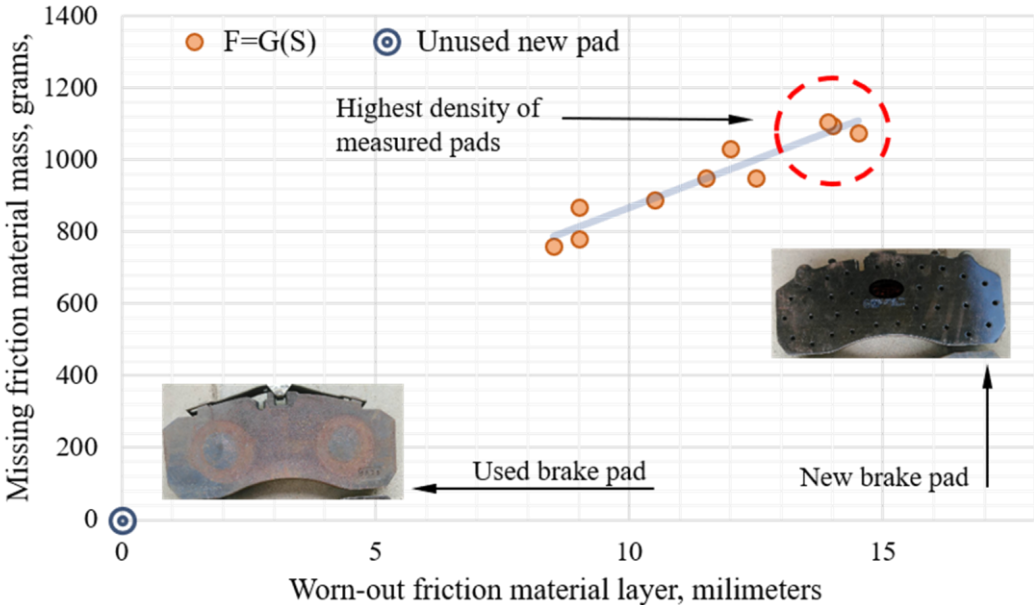 Missing friction material mass, grams,
1400
1200
1000
800
600
400
200
0
F=G(S)
Unused new pad
Highest density of
measured pads
Used brake pad
New brake pad
0
5
10
15
Worn-out friction material layer, milimeters